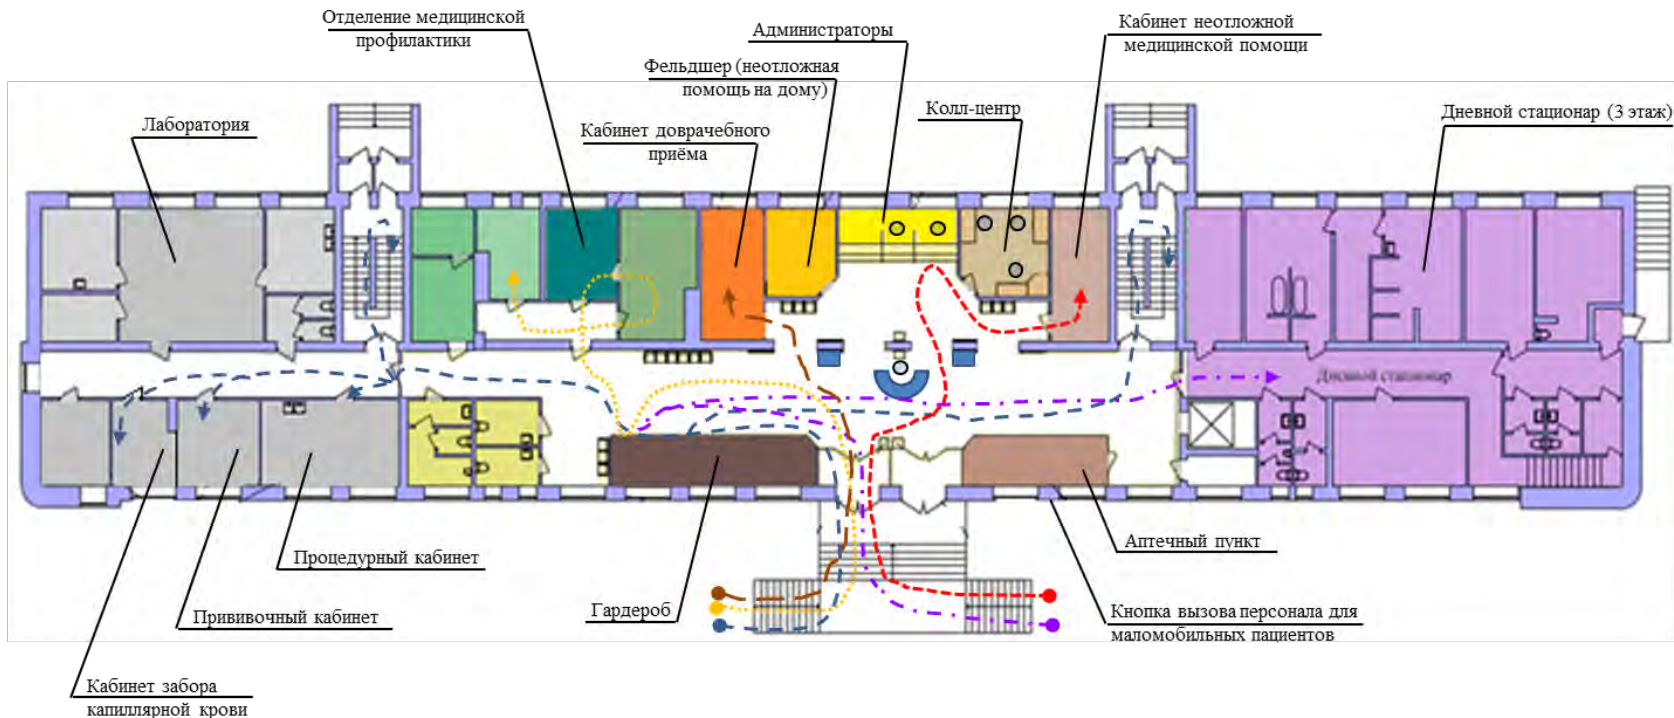 Отделение медицинской
профилактики
Администраторы
Кабинет неотложной
медицинской помощи
Фельдшер (неотложная
помощь на дому)
Колл-центр
Дневной стационар (3 этаж)
Лаборатория
Кабинет доврачебного
приёма
Дневной стационар
Процедурный кабинет
Аптечный пункт
Прививочный кабинет
Гардероб
Кнопка вызова персонала для
маломобильных пациентов
Кабинет забора
капиллярной крови